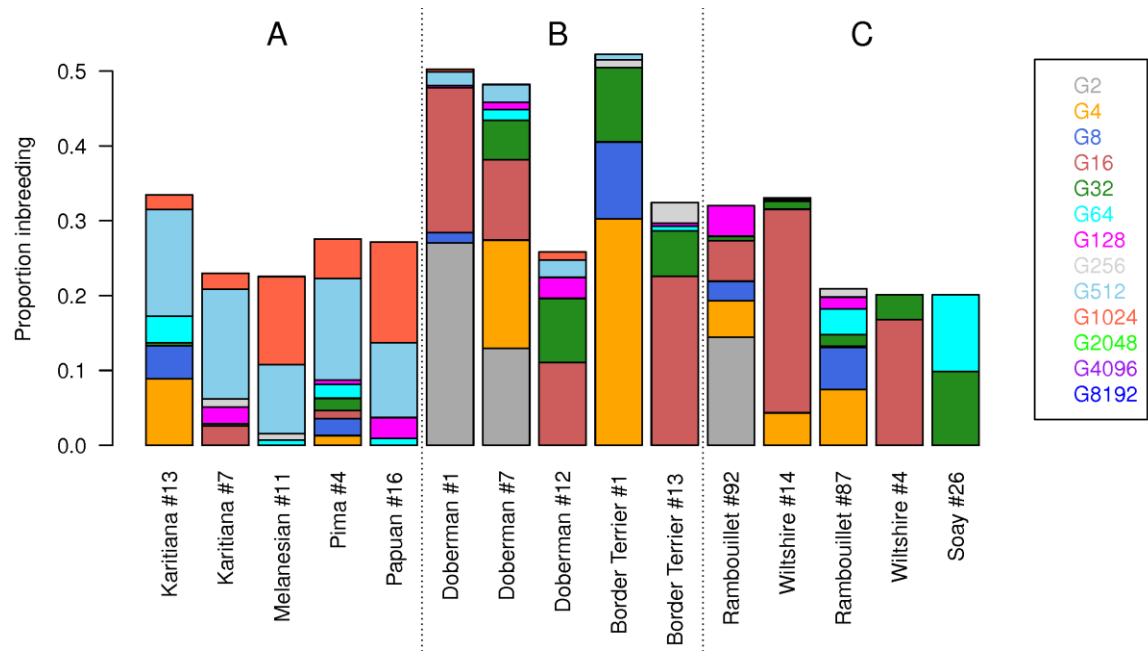 A
B
C
Proportion inbreeding
0.5
0.4
0.3
0.2
0.1
0.0
Karitiana #13
Karitiana #7
Melanesian #11
Pima #4
Papuan #16
Doberman #1
Doberman #7
Doberman #12
Border Terrier #1
Border Terrier #13
Rambouillet #92
Wiltshire #14
Rambouillet #87
Wiltshire #4
Soay #26
G2
G4
G8
G16
G32
G64
G128
G256
G512
G1024
G2048
G4096
G8192